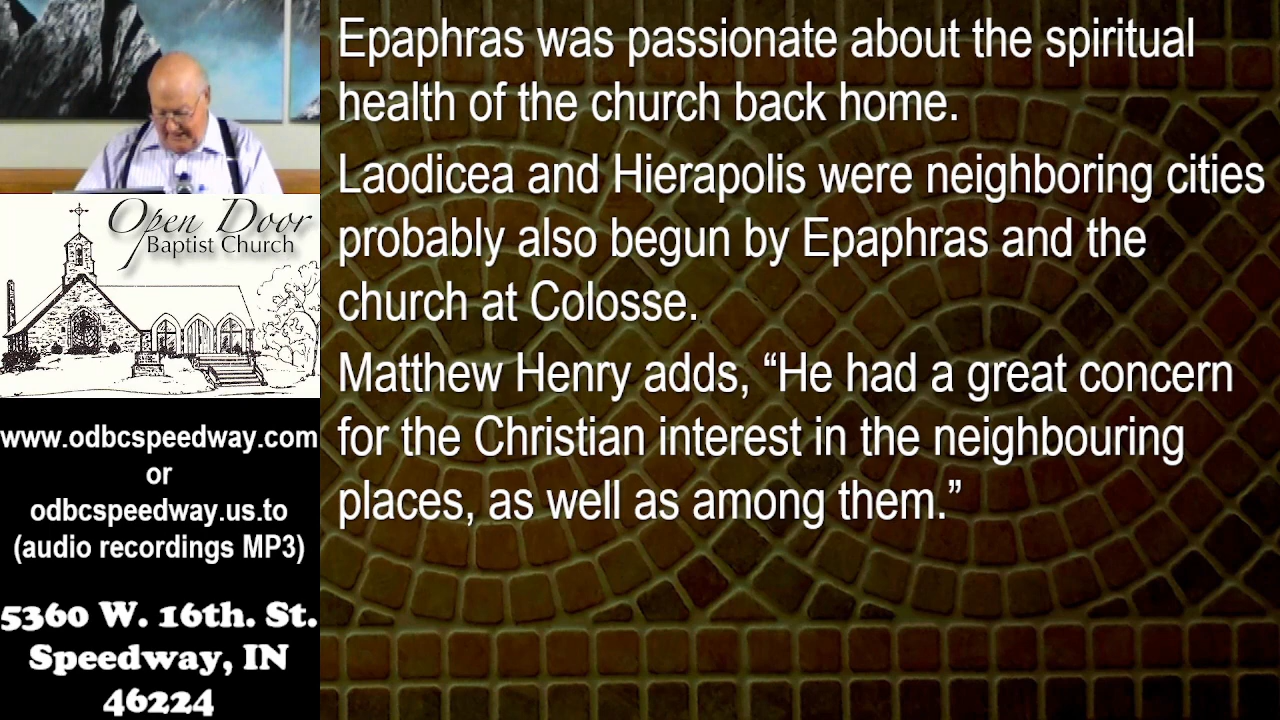 Open Door
Baptist Church
www.odbcspeedway.com
or
odbcspeedway.us.to
(audio recordings MP3)
5360 W. 16th. St.
Speedway, IN
46224
Epaphras was passionate about the spiritual
health of the church back home.
Laodicea and Hierapolis were neighboring cities
probably also begun by Epaphras and the
church at Colosse.
Matthew Henry adds, “He had a great concern
for the Christian interest in the neighbouring
places, as well as among them.”